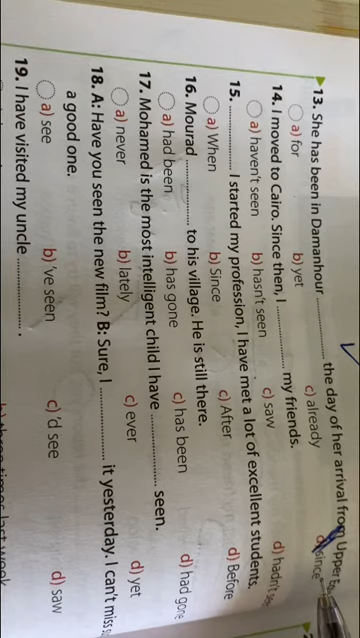 13. She has been in Damanhour ............ the day of her arrival from Upper
a) for b) yet c) already d) since
14. I moved to Cairo. Since then, I ............ my friends.
a) haven't seen b) hasn't seen c) saw d) hadn't
15. ............ I started my profession, I have met a lot of excellent students.
a) When b) Since c) After d) Before
16. Mourad ............ to his village. He is still there.
a) had been b) has gone c) has been d) had gone
17. Mohamed is the most intelligent child I have ............ seen.
a) never b) lately c) ever d) yet
18. A: Have you seen the new film? B: Sure, I ............ it yesterday. I can't miss
a good one.
a) see b) 've seen c) 'd see d) saw
19. I have visited my uncle ............ .